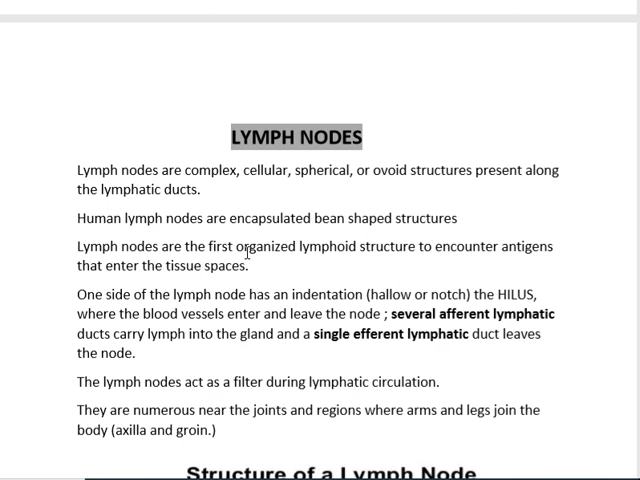 LYMPH NODES
Lymph nodes are complex, cellular, spherical, or ovoid structures present along
the lymphatic ducts.
Human lymph nodes are encapsulated bean shaped structures
Lymph nodes are the first organized lymphoid structure to encounter antigens
that enter the tissue spaces.
One side of the lymph node has an indentation (hallow or notch) the HILUS,
where the blood vessels enter and leave the node ; several afferent lymphatic
ducts carry lymph into the gland and a single efferent lymphatic duct leaves
the node.
The lymph nodes act as a filter during lymphatic circulation.
They are numerous near the joints and regions where arms and legs join the
body (axilla and groin.)
Structure of a Lymph Node